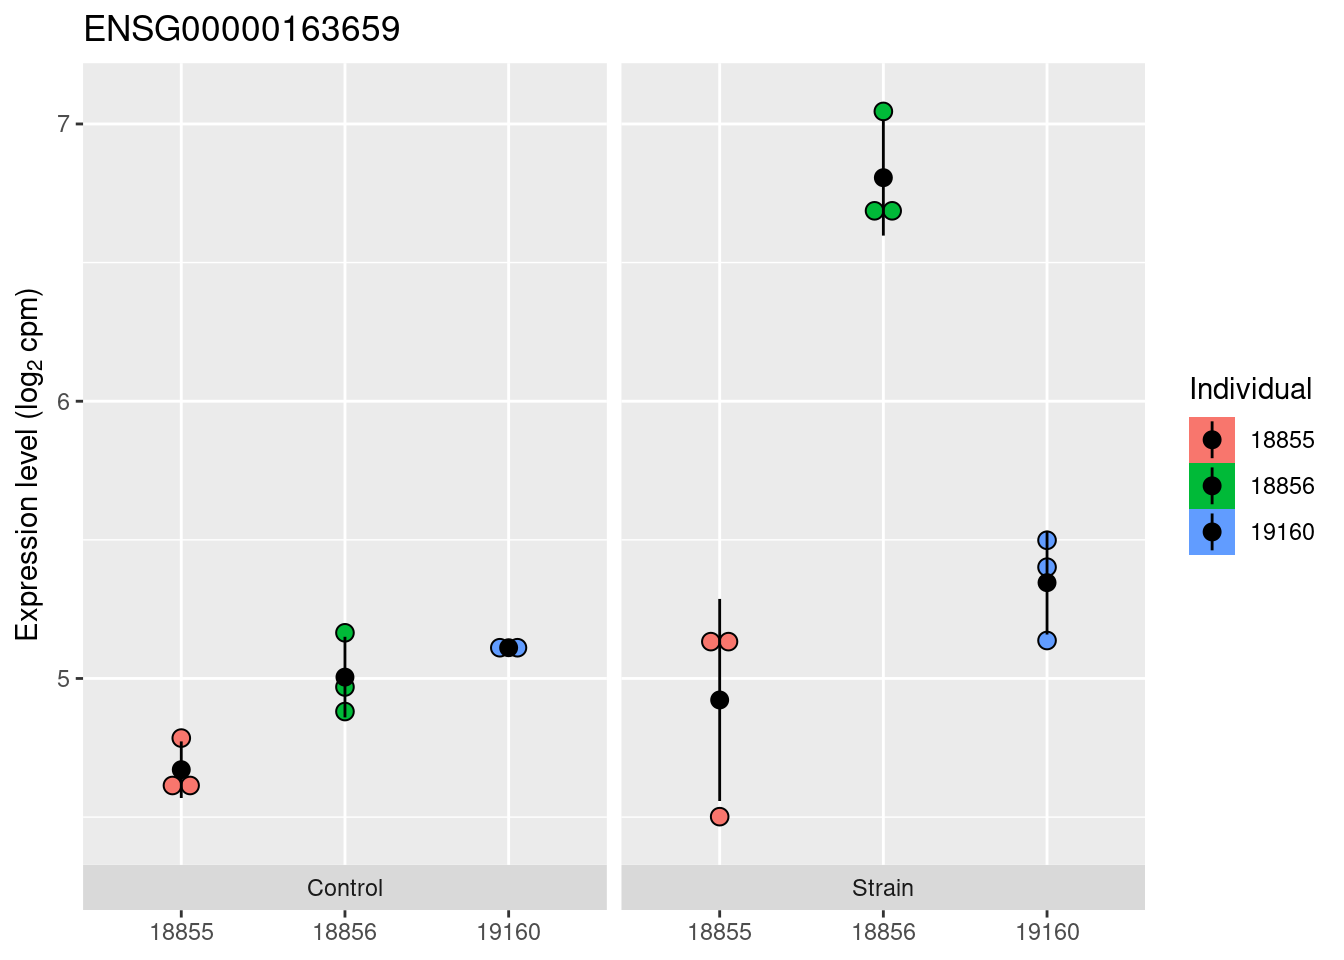 ENSG00000163659
Expression level (log₂ cpm)
7
6
5
Control
Strain
18855
18856
19160
18855
18856
19160
Individual
18855
18856
19160